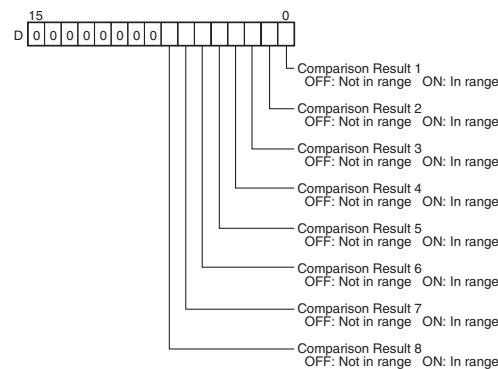 15 0
D 0 0 0 0 0 0 0 0
Comparison Result 1
OFF: Not in range ON: In range
Comparison Result 2
OFF: Not in range ON: In range
Comparison Result 3
OFF: Not in range ON: In range
Comparison Result 4
OFF: Not in range ON: In range
Comparison Result 5
OFF: Not in range ON: In range
Comparison Result 6
OFF: Not in range ON: In range
Comparison Result 7
OFF: Not in range ON: In range
Comparison Result 8
OFF: Not in range ON: In range